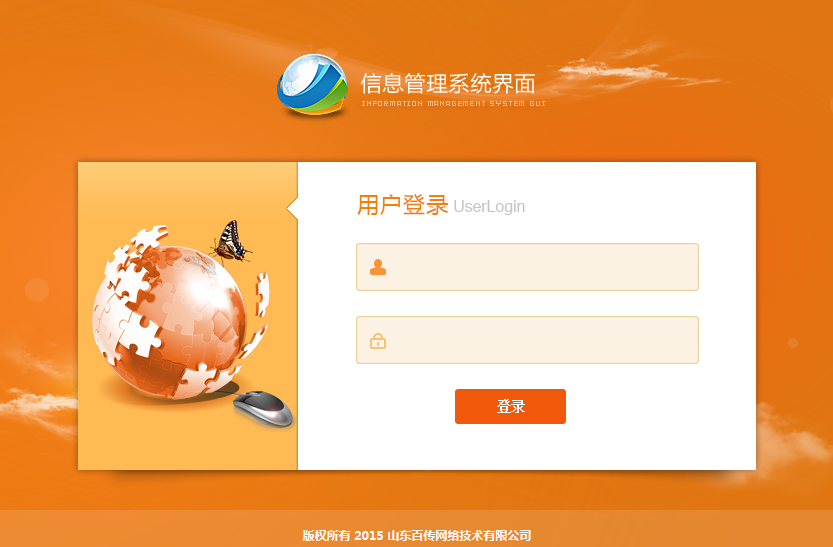 信息管理系统界面
INFORMATION MANAGEMENT SYSTEM GUI
用户登录 UserLogin
登录
版权所有 2015 山东百传网络技术有限公司